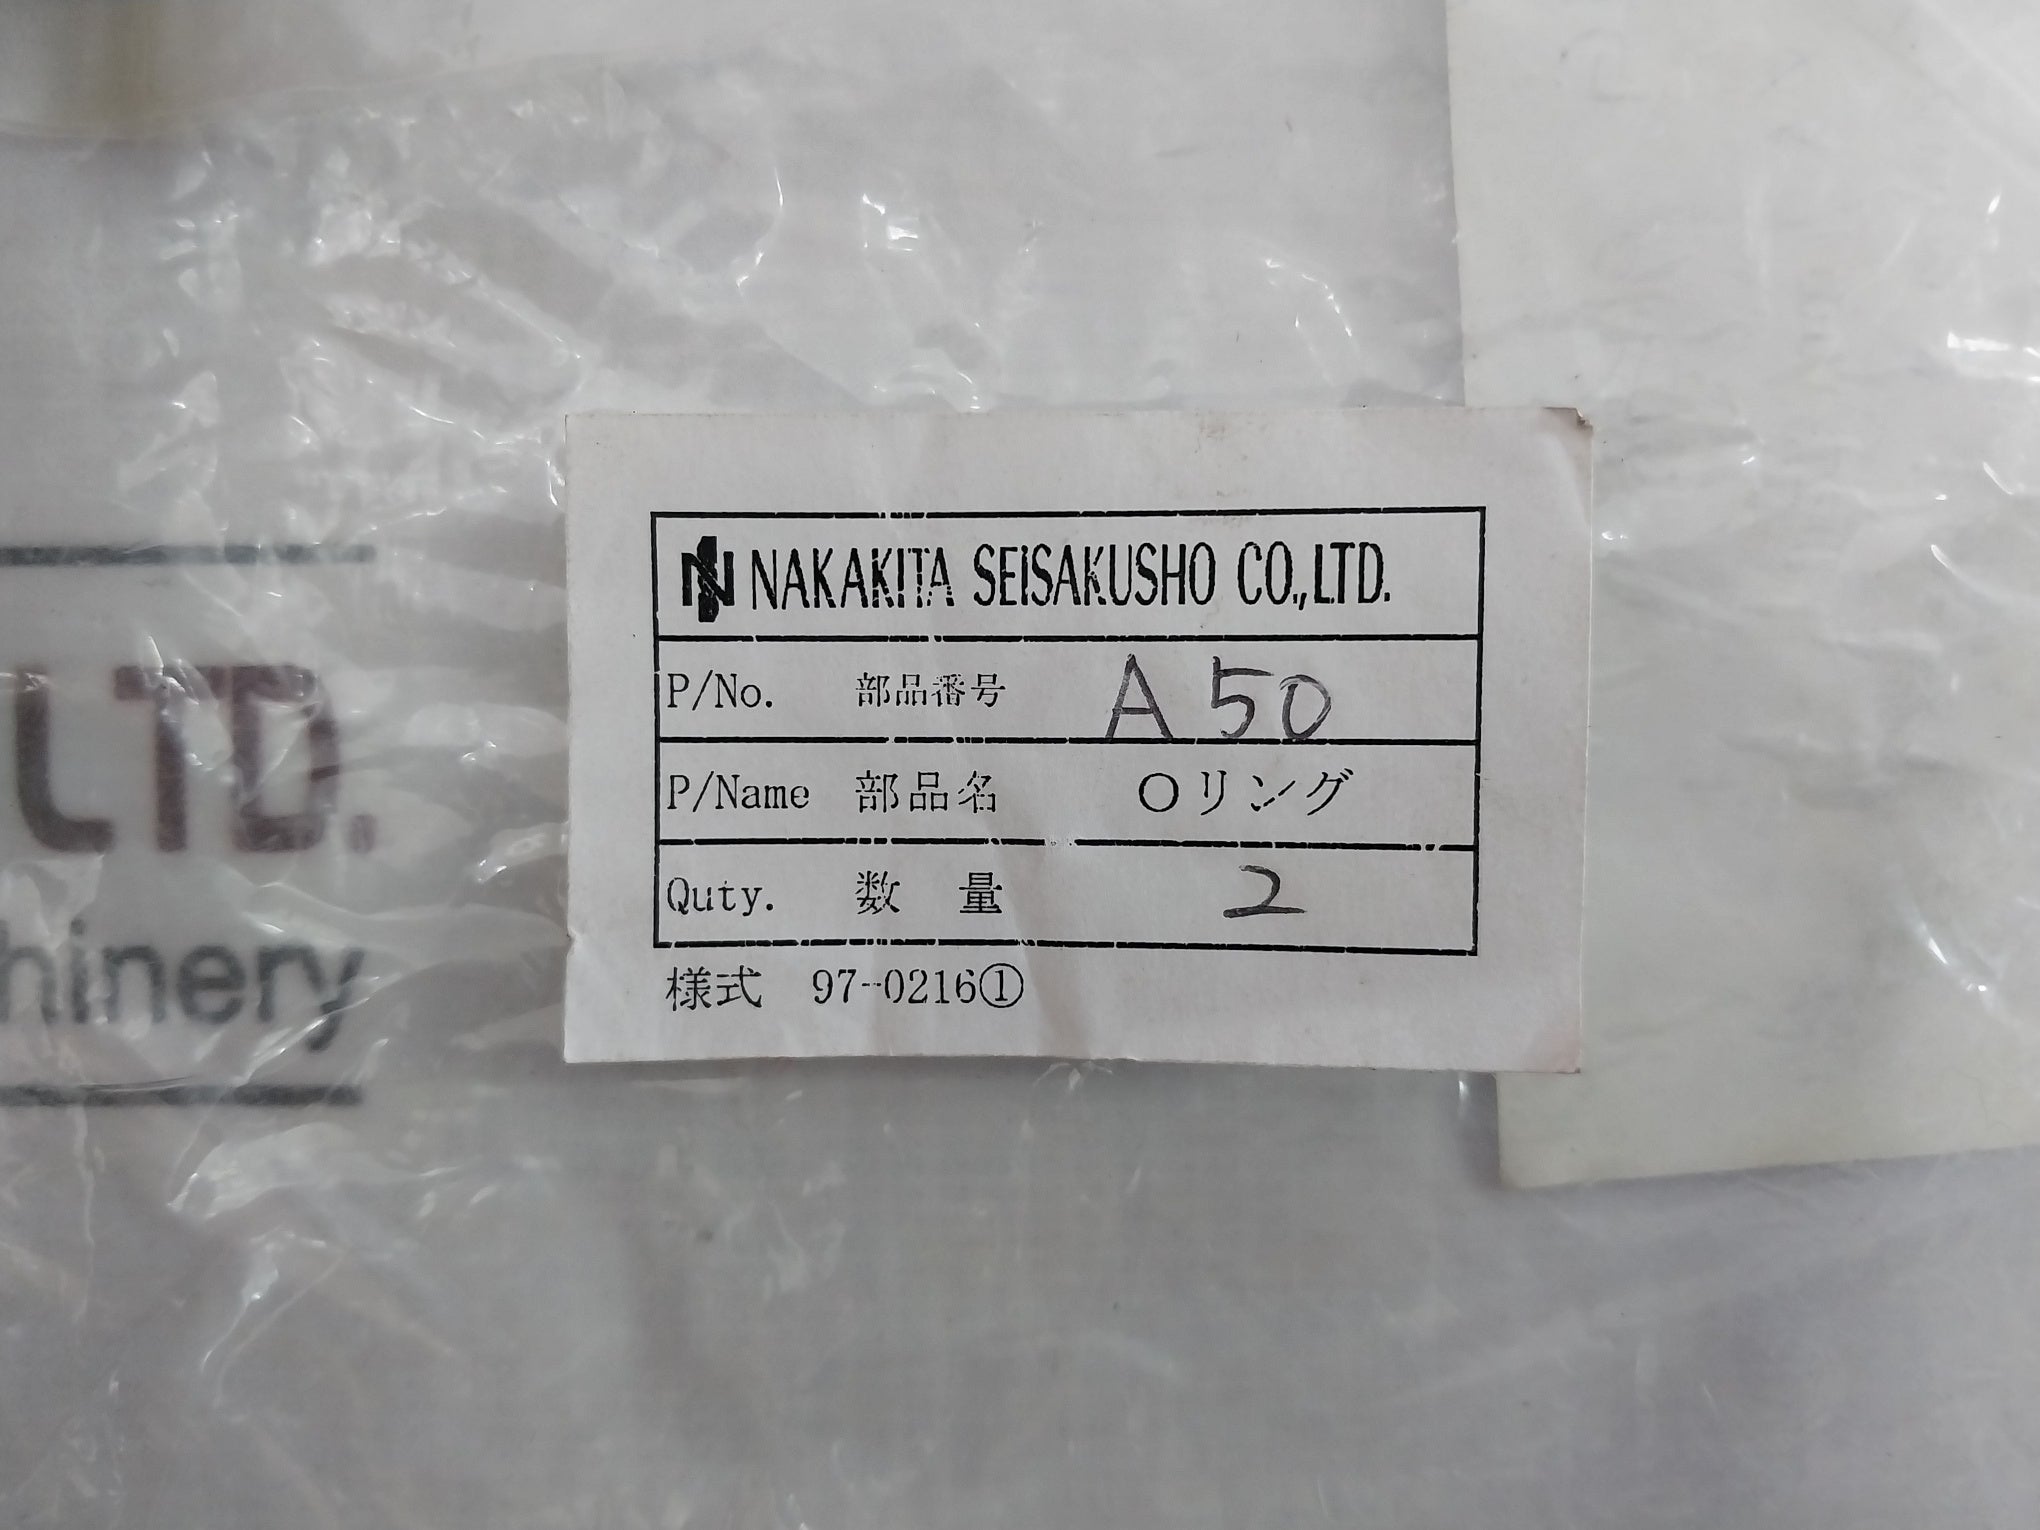 NAKAKITA SEISAKUSHO CO.,LTD.
P/No. 部品番号 A50
P/Name 部品名 Oリング
Quty. 数 量 2
様式 97-0216①
LTD.
hinery